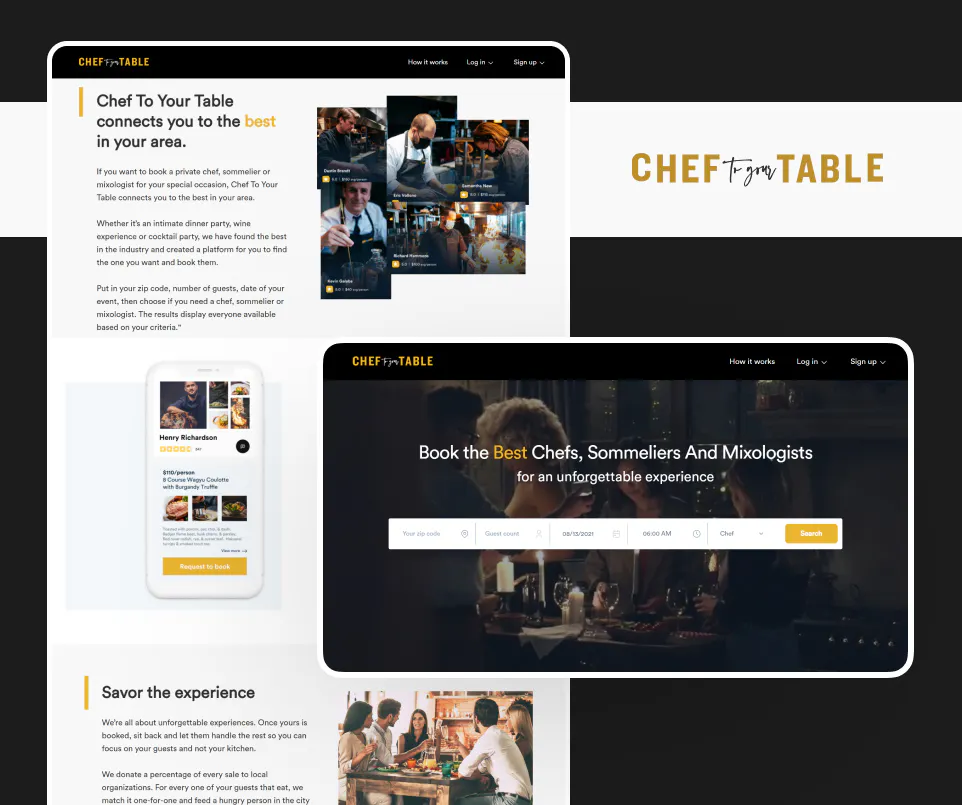 CHEF To your TABLE
How it works Log in Sign up
Chef To Your Table
connects you to the best
in your area.
If you want to book a private chef, sommelier or
mixologist for your special occasion, Chef To Your
Table connects you to the best in your area.
Whether it's an intimate dinner party, wine
experience or cocktail party, we have found the best
in the industry and created a platform for you to find
the one you want and book them.
Put in your zip code, number of guests, date of your
event, then choose if you need a chef, sommelier or
mixologist. The results display everyone available
based on your criteria."
Dustin Brandt
Samantha New
Richard Hammonds
CHEF To your TABLE
Henry Richardson
$110/person
8 Course Wagyu Coulotte
with Burgandy Truffle
View more
Request to book
CHEF To your TABLE
How it works Log in Sign up
Book the Best Chefs, Sommeliers And Mixologists
for an unforgettable experience
Your zip code Guest count 08/13/2021 06:00 AM Chef Search
Savor the experience
We're all about unforgettable experiences. Once yours is
booked, sit back and let them handle the rest so you can
focus on your guests and not your kitchen.
We donate a percentage of every sale to local
organizations. For every one of your guests that eat, we
match it one-for-one and feed a hungry person in the city